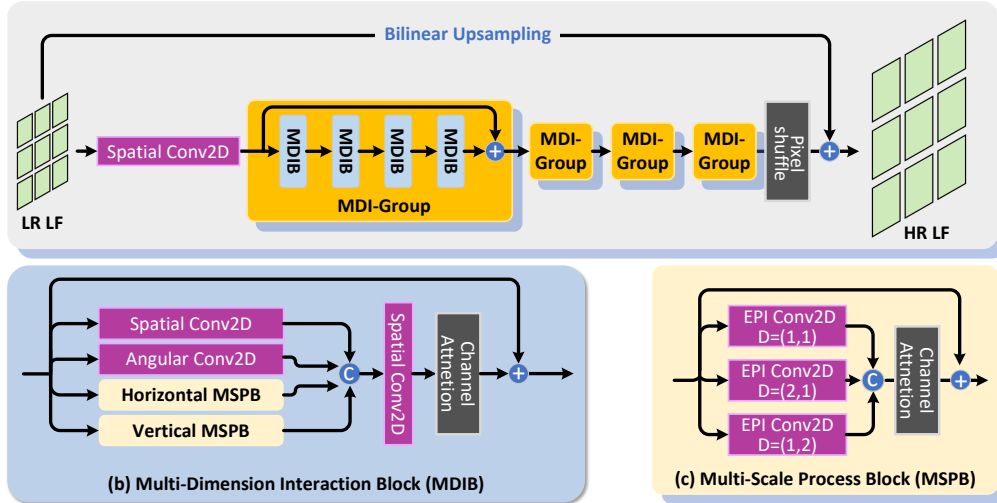 Bilinear Upsampling
LR LF
Spatial Conv2D
MDIB
MDIB
MDIB
MDIB
+
MDI-Group
MDI-
Group
MDI-
Group
MDI-
Group
Pixel
shuffle
+
HR LF
Spatial Conv2D
Angular Conv2D
Horizontal MSPB
Vertical MSPB
C
Spatial Conv2D
Channel
Attnetion
+
(b) Multi-Dimension Interaction Block (MDIB)
EPI Conv2D
D=(1,1)
EPI Conv2D
D=(2,1)
EPI Conv2D
D=(1,2)
C
Channel
Attnetion
+
(c) Multi-Scale Process Block (MSPB)